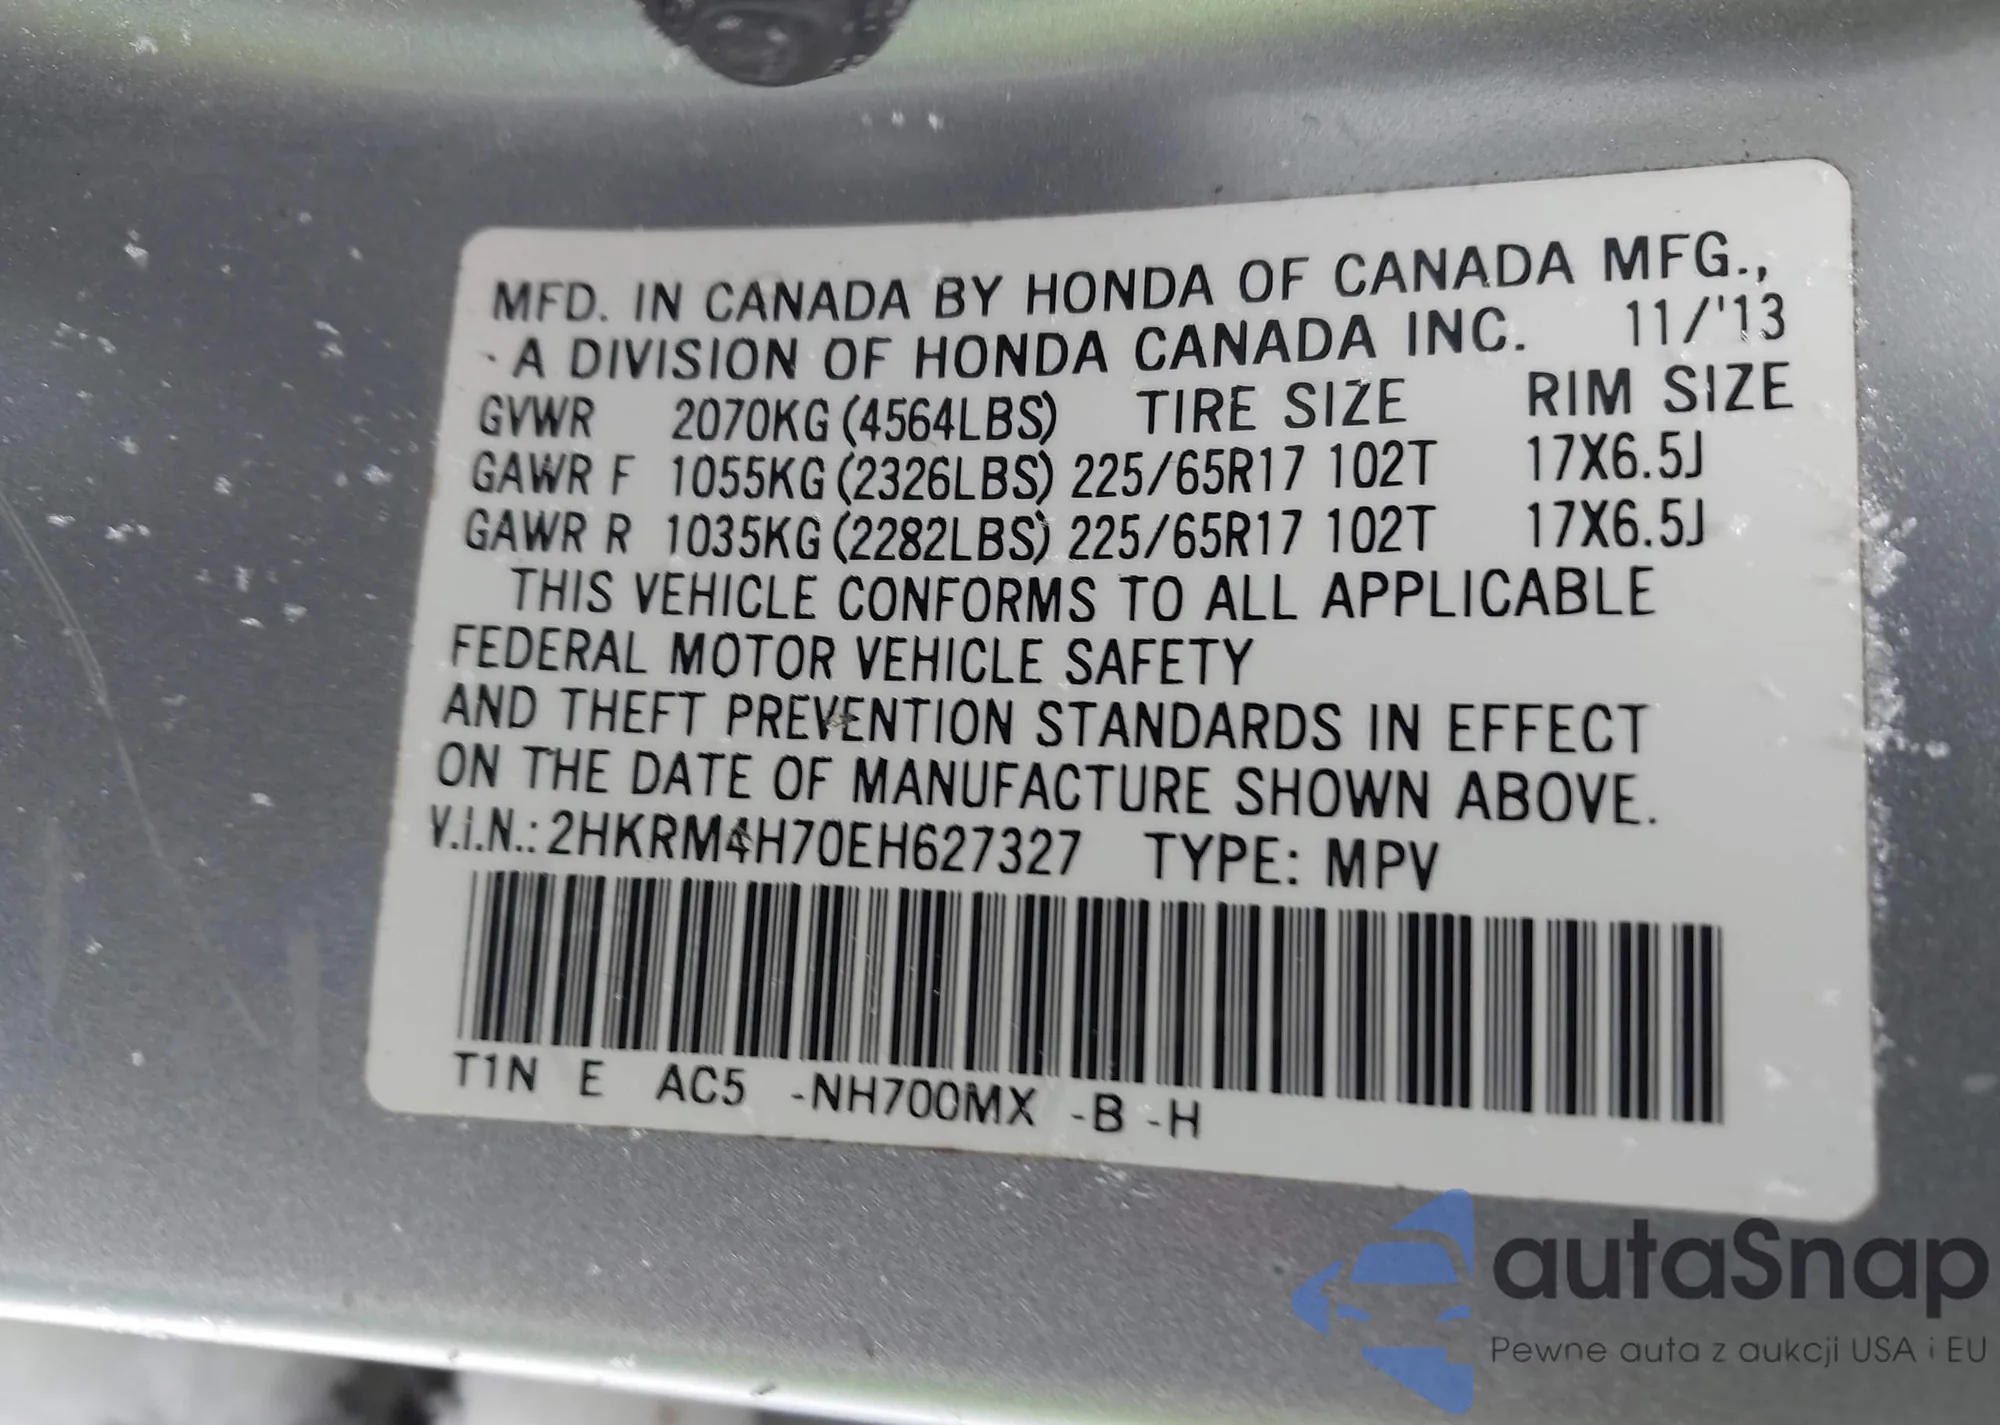 MFD. IN CANADA BY HONDA OF CANADA MFG.,
A DIVISION OF HONDA CANADA INC. 11/'13
GVWR 2070KG (4564LBS) TIRE SIZE RIM SIZE
GAWR F 1055KG (2326LBS) 225/65R17 102T 17X6.5J
GAWR R 1035KG (2282LBS) 225/65R17 102T 17X6.5J
THIS VEHICLE CONFORMS TO ALL APPLICABLE
FEDERAL MOTOR VEHICLE SAFETY
AND THEFT PREVENTION STANDARDS IN EFFECT
ON THE DATE OF MANUFACTURE SHOWN ABOVE.
V.I.N.: 2HKRM4H70EH627327 TYPE: MPV
T1N E AC5 -NH700MX -B -H
autaSnap
Pewne auta z aukcji USA i EU